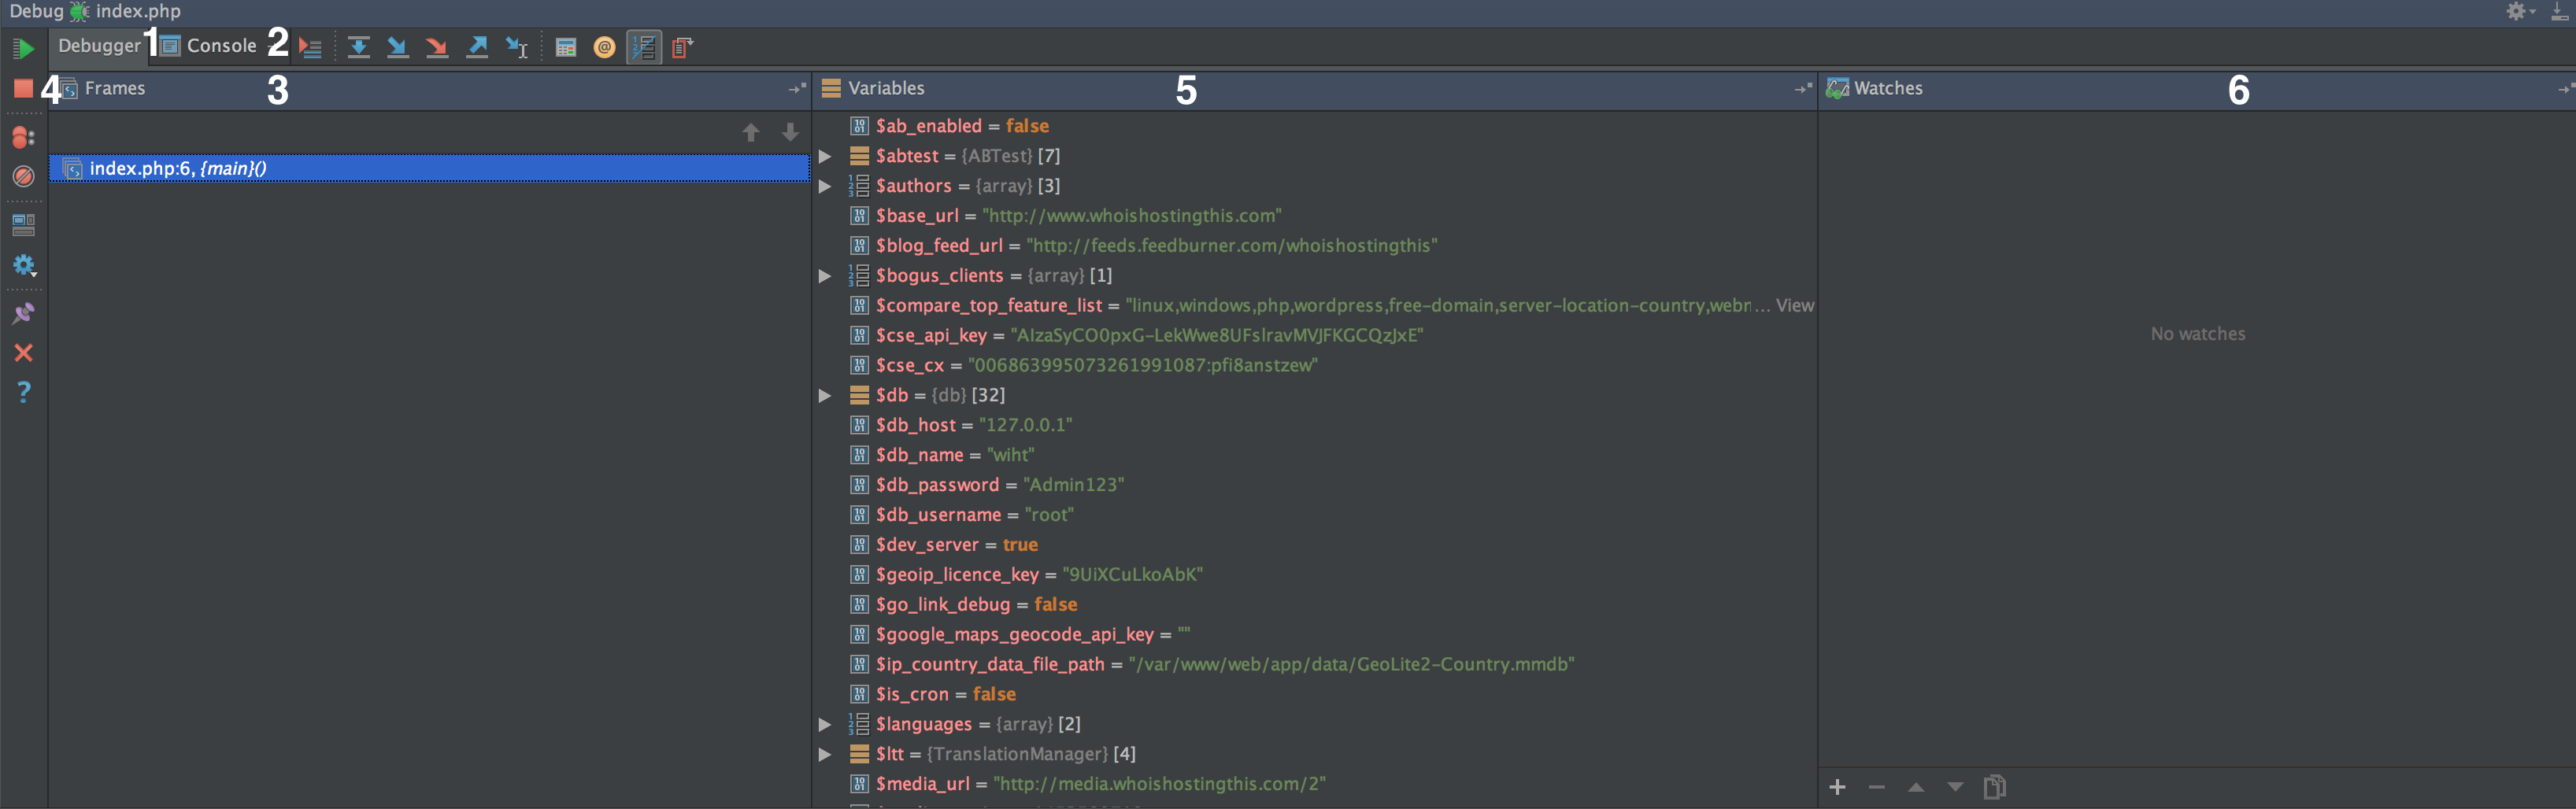 Debug index.php
Debugger 1 Console 2
4 Frames 3
Variables 5
Watches 6
index.php:6, {main}()
$ab_enabled = false
$abtest = {ABTest} [7]
$authors = {array} [3]
$base_url = "http://www.whoishostingthis.com"
$blog_feed_url = "http://feeds.feedburner.com/whoishostingthis"
$bogus_clients = {array} [1]
$compare_top_feature_list = "linux,windows,php,wordpress,free-domain,server-location-country,webr... View
$cse_api_key = "AIzaSyCO0pxG-LekWwe8UFslravMVJFKGCQzJxE"
$cse_cx = "006863995073261991087:pfi8anstzew"
$db = {db} [32]
$db_host = "127.0.0.1"
$db_name = "wiht"
$db_password = "Admin123"
$db_username = "root"
$dev_server = true
$geoip_licence_key = "9UiXCuLkoAbK"
$go_link_debug = false
$google_maps_geocode_api_key = ""
$ip_country_data_file_path = "/var/www/web/app/data/GeoLite2-Country.mmdb"
$is_cron = false
$languages = {array} [2]
$ltt = {TranslationManager} [4]
$media_url = "http://media.whoishostingthis.com/2"
No watches